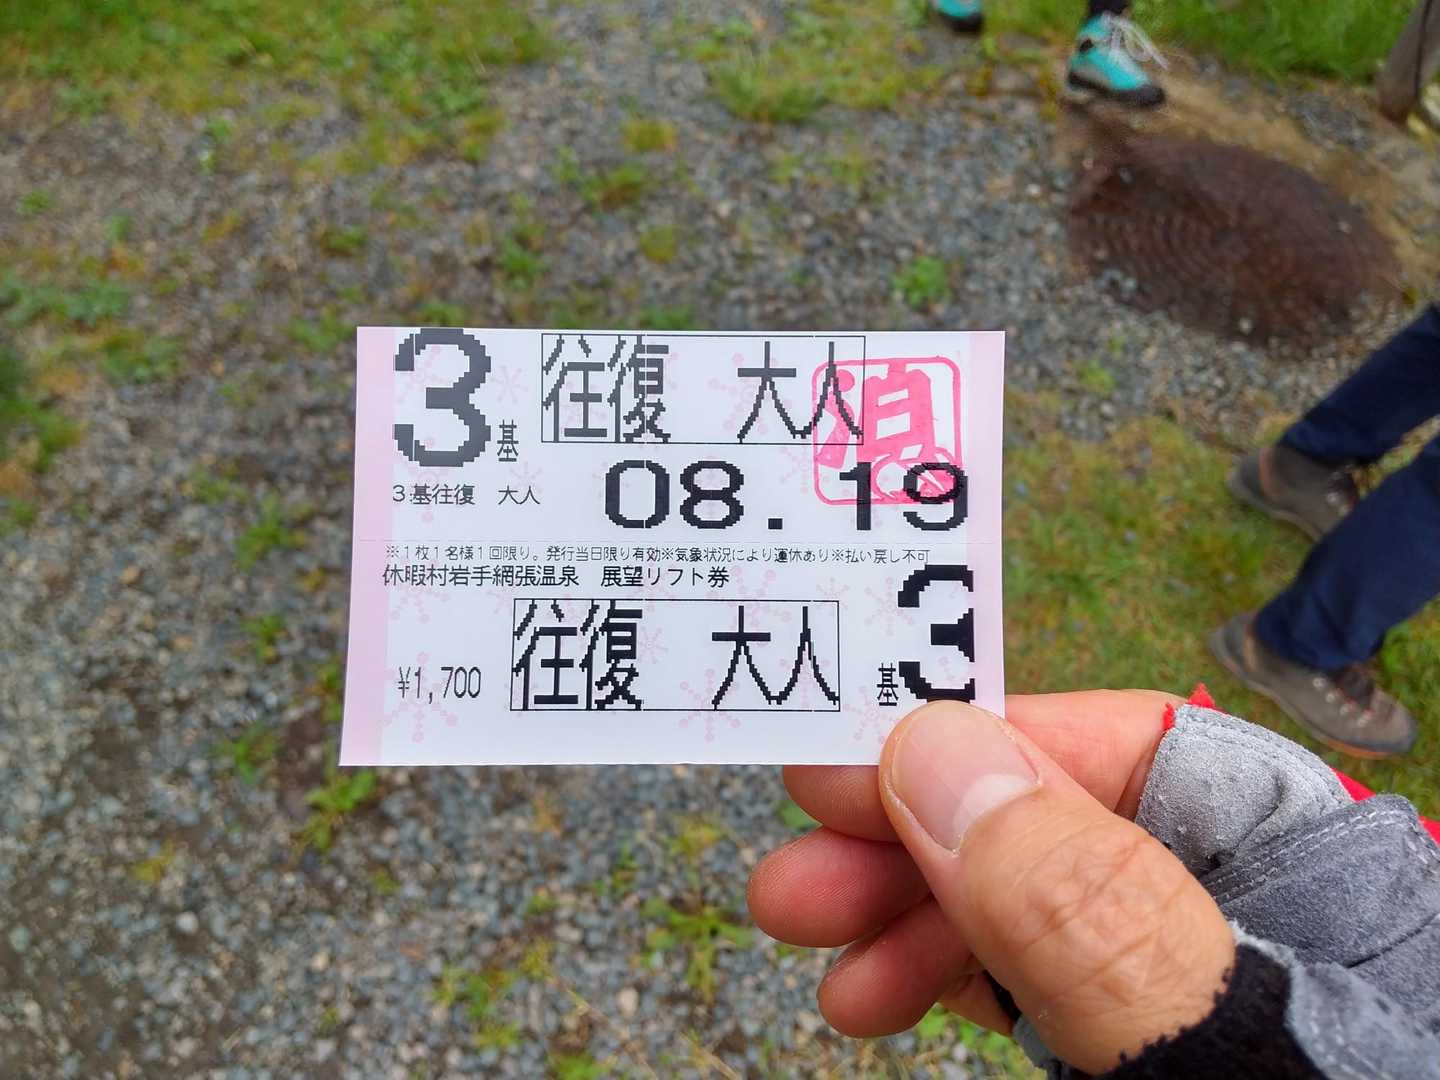 3基 往復 大人
08.19
3基往復 大人
※1枚1名様1回限り。発行当日限り有効※気象状況により運休あり※払い戻し不可
休暇村岩手網張温泉 展望リフト券
¥1,700 往復 大人 基3